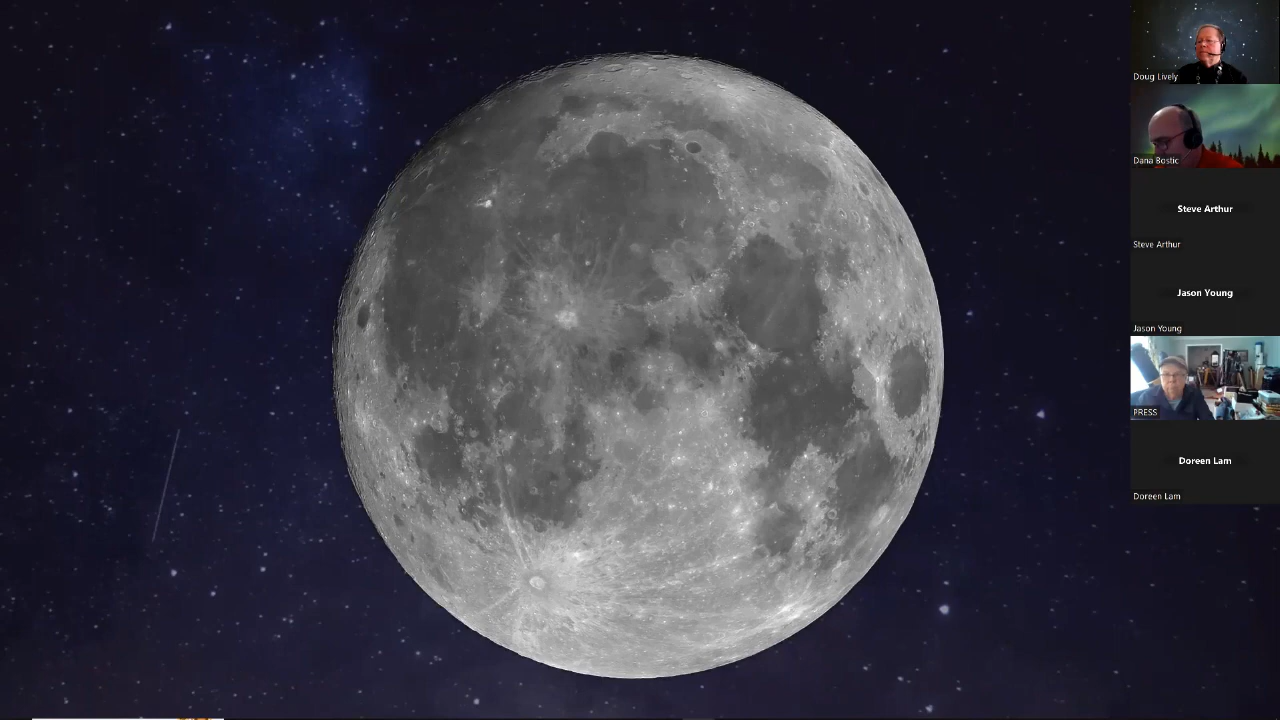 Doug Lively
Dana Bostic
Steve Arthur
Steve Arthur
Jason Young
Jason Young
PRESS
Doreen Lam
Doreen Lam